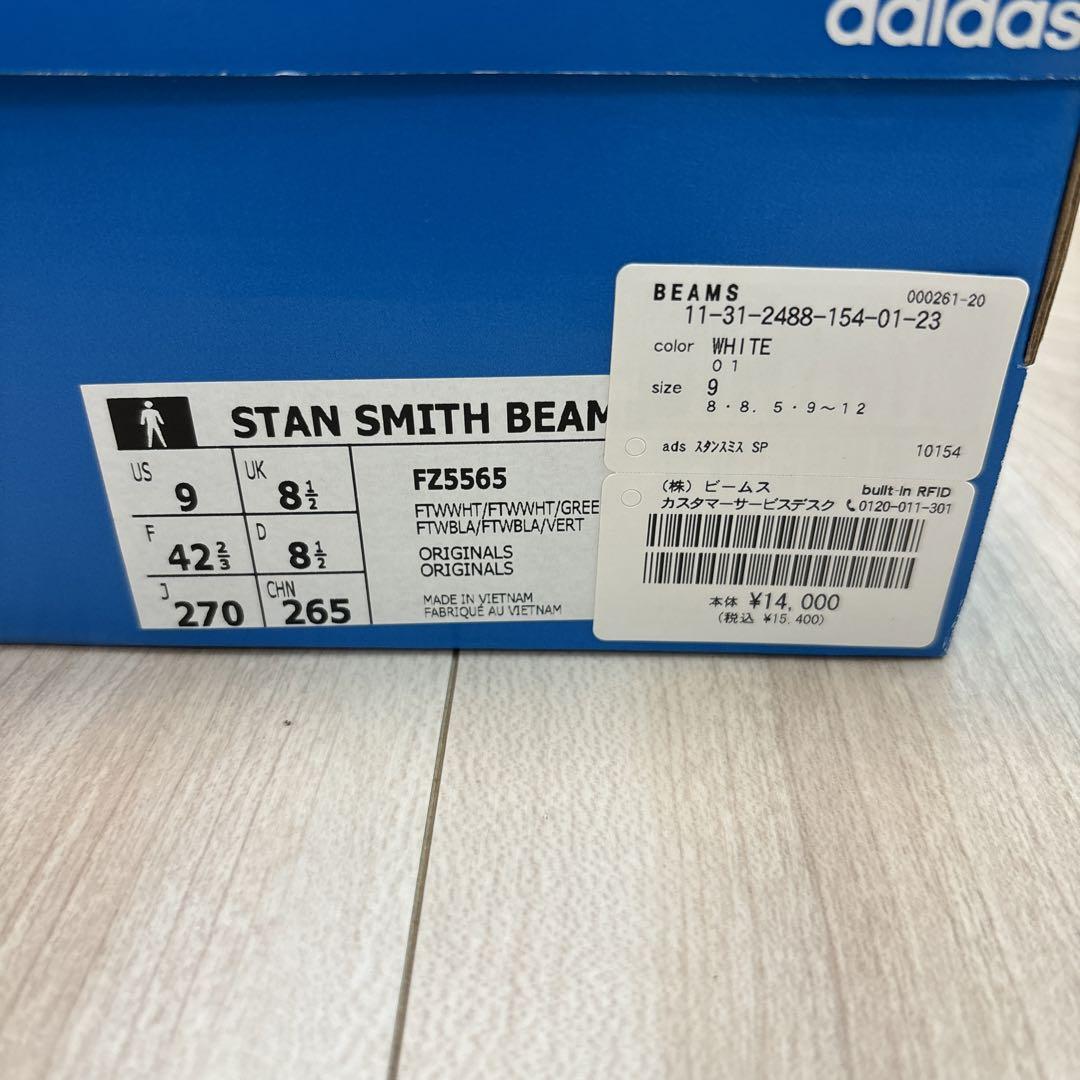 adidas
STAN SMITH BEAM
US 9
UK 8½
F 42⅔
D 8½
J 270
CHN 265
FZ5565
FTWWHT/FTWWHT/GREE
FTWBLA/FTWBLA/VERT
ORIGINALS
ORIGINALS
MADE IN VIETNAM
FABRIQUÉ AU VIETNAM
BEAMS 000261-20
11-31-2488-154-01-23
color WHITE
01
size 9
8・8.5・9~12
ads スタンスミス SP 10154
(株) ビームス built-in RFID
カスタマーサービスデスク 0120-011-301
本体 ¥14,000
(税込 ¥15,400)